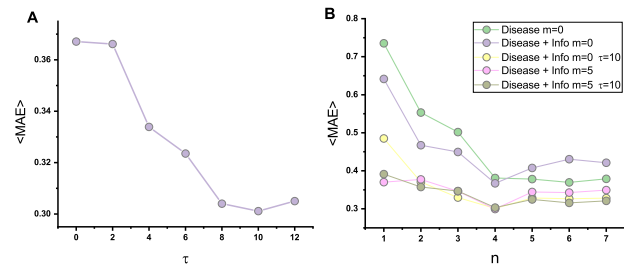 A
<MAE>
0.36
0.34
0.32
0.30
0 2 4 6 8 10 12
τ
B
<MAE>
0.8
0.7
0.6
0.5
0.4
0.3
1 2 3 4 5 6 7
n
Disease m=0
Disease + Info m=0
Disease + Info m=0 τ=10
Disease + Info m=5
Disease + Info m=5 τ=10